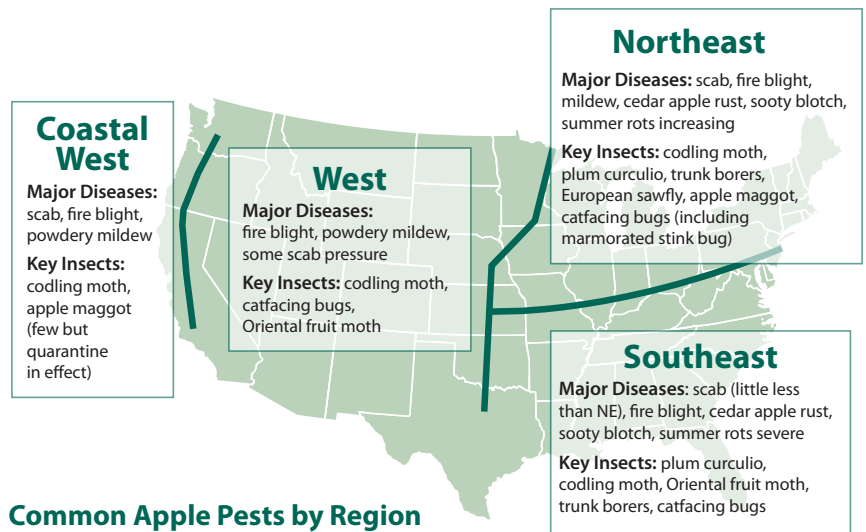 Coastal
West
Major Diseases:
scab, fire blight,
powdery mildew
Key Insects:
codling moth,
apple maggot
(few but
quarantine
in effect)
West
Major Diseases:
fire blight, powdery mildew,
some scab pressure
Key Insects: codling moth,
catfacing bugs,
Oriental fruit moth
Northeast
Major Diseases: scab, fire blight,
mildew, cedar apple rust, sooty blotch,
summer rots increasing
Key Insects: codling moth,
plum curculio, trunk borers,
European sawfly, apple maggot,
catfacing bugs (including
marmorated stink bug)
Southeast
Major Diseases: scab (little less
than NE), fire blight, cedar apple rust,
sooty blotch, summer rots severe
Key Insects: plum curculio,
codling moth, Oriental fruit moth,
trunk borers, catfacing bugs
Common Apple Pests by Region